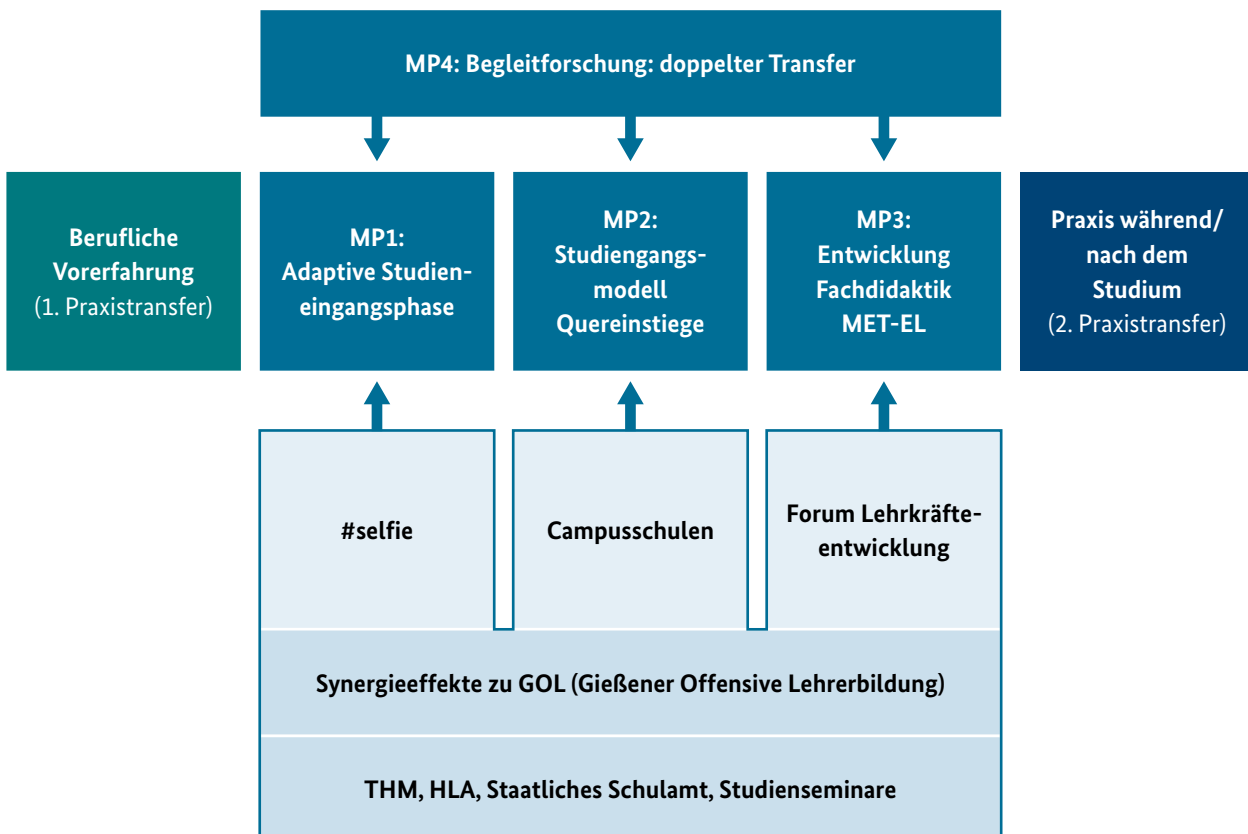 MP4: Begleitforschung: doppelter Transfer
Berufliche
Vorerfahrung
(1. Praxistransfer)
MP1:
Adaptive Studien-
eingangsphase
MP2:
Studiengangs-
modell
Quereinstiege
MP3:
Entwicklung
Fachdidaktik
MET-EL
Praxis während/
nach dem
Studium
(2. Praxistransfer)
#selfie
Campusschulen
Forum Lehrkräfte-
entwicklung
Synergieeffekte zu GOL (Gießener Offensive Lehrerbildung)
THM, HLA, Staatliches Schulamt, Studienseminare